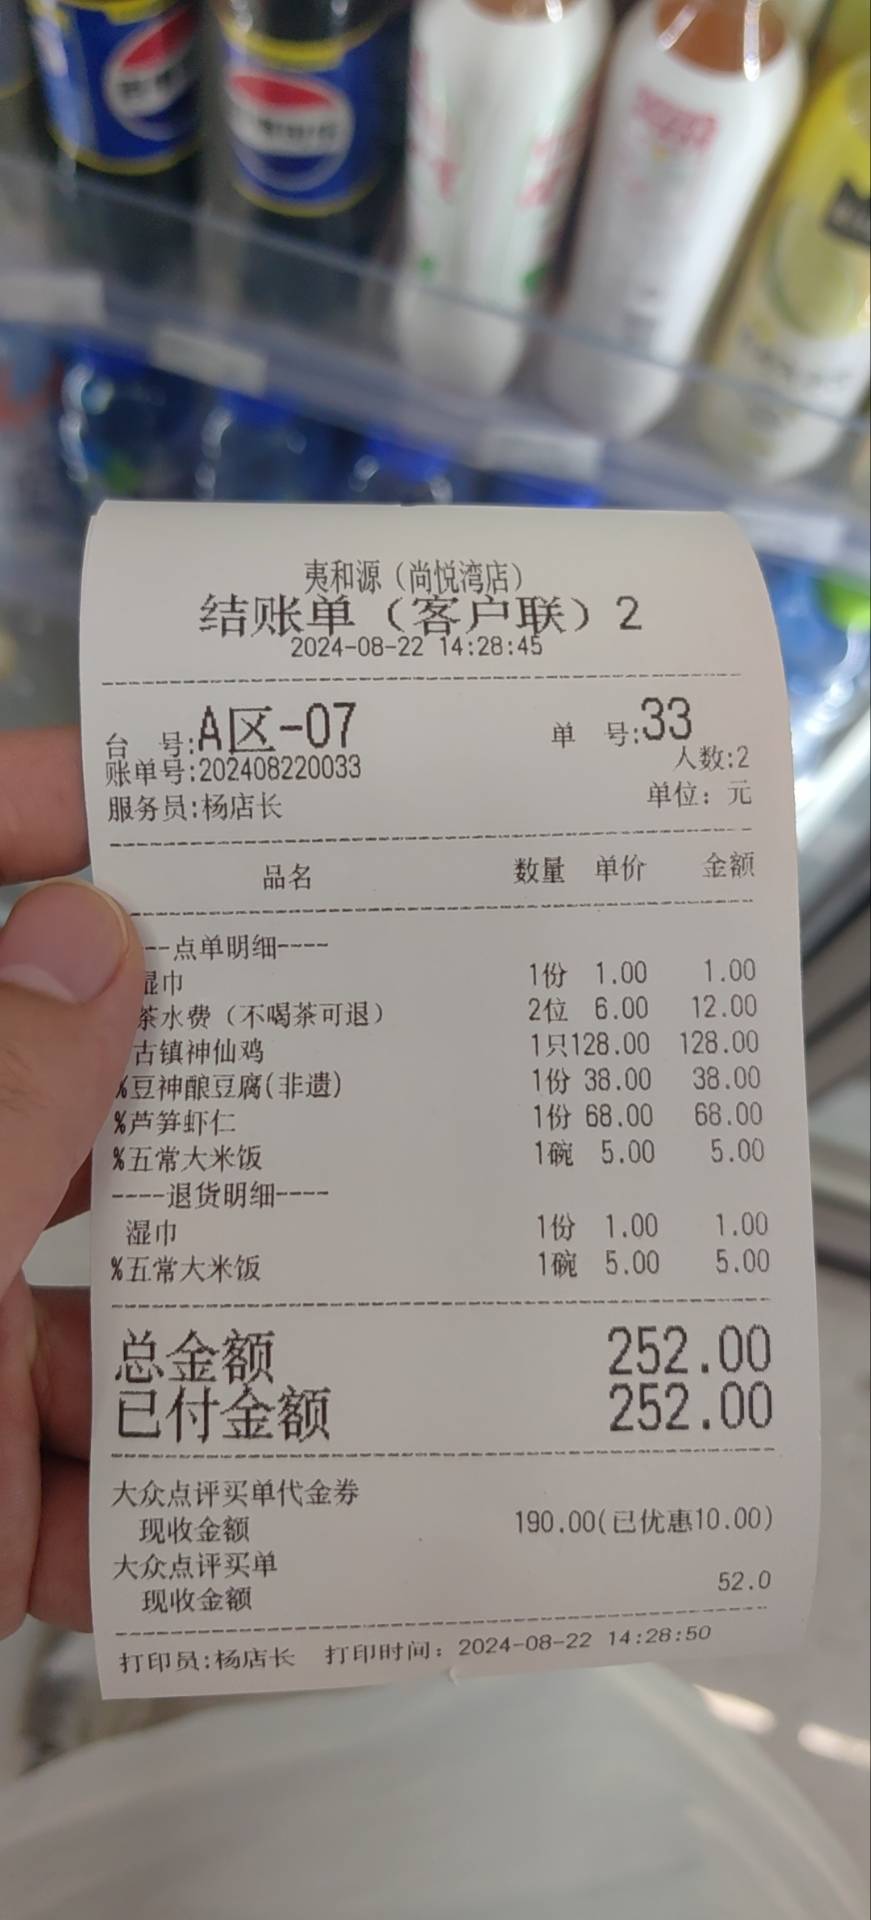 夷和源（尚悦湾店）
结账单（客户联）2
2024-08-22 14:28:45
台 号:A区-07 单 号:33
人数:2
账单号:202408220033
服务员:杨店长 单位：元
品名 数量 单价 金额
--点单明细----
湿巾 1份 1.00 1.00
茶水费（不喝茶可退） 2位 6.00 12.00
古镇神仙鸡 1只128.00 128.00
%豆神酿豆腐(非遗) 1份 38.00 38.00
%芦笋虾仁 1份 68.00 68.00
%五常大米饭 1碗 5.00 5.00
----退货明细----
湿巾 1份 1.00 1.00
%五常大米饭 1碗 5.00 5.00
总金额 252.00
已付金额 252.00
大众点评买单代金券
现收金额 190.00(已优惠10.00)
大众点评买单
现收金额 52.0
打印员:杨店长 打印时间：2024-08-22 14:28:50